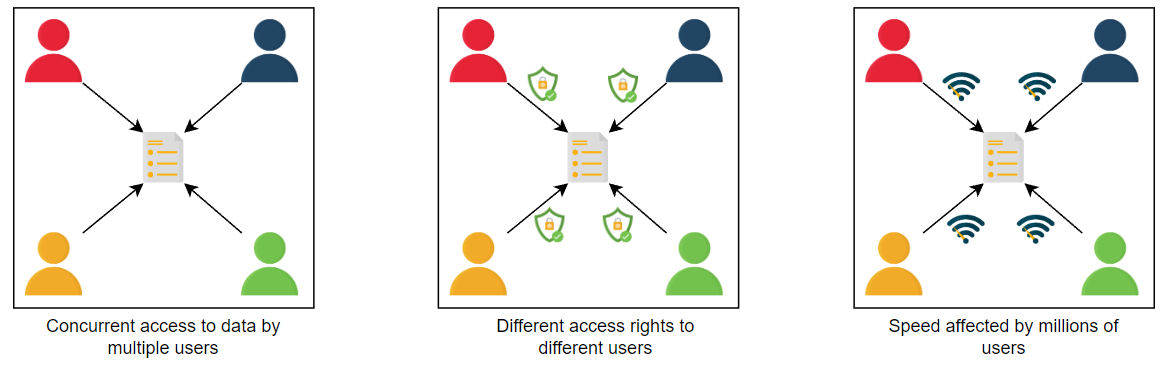 Concurrent access to data by
multiple users
Different access rights to
different users
Speed affected by millions of
users